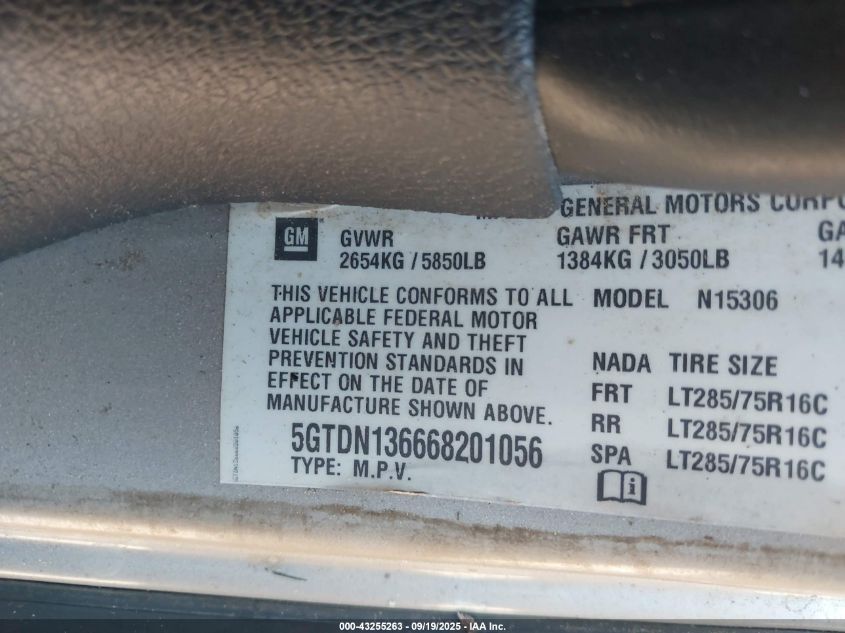 GENERAL MOTORS
GM
GVWR GAWR FRT
2654KG / 5850LB 1384KG / 3050LB 14
THIS VEHICLE CONFORMS TO ALL MODEL N15306
APPLICABLE FEDERAL MOTOR
VEHICLE SAFETY AND THEFT
PREVENTION STANDARDS IN NADA TIRE SIZE
EFFECT ON THE DATE OF FRT LT285/75R16C
MANUFACTURE SHOWN ABOVE. RR LT285/75R16C
5GTDN136668201056 SPA LT285/75R16C
TYPE: M.P.V.
i
000-43255263 - 09/19/2025 - © IAA Inc.